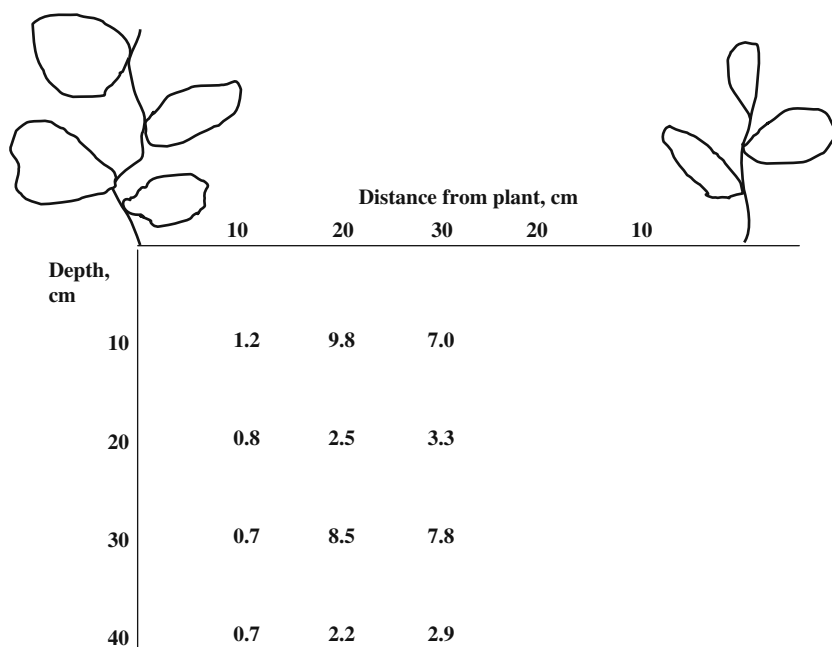 Distance from plant, cm
10 20 30 20 10
Depth,
cm
10 1.2 9.8 7.0
20 0.8 2.5 3.3
30 0.7 8.5 7.8
40 0.7 2.2 2.9